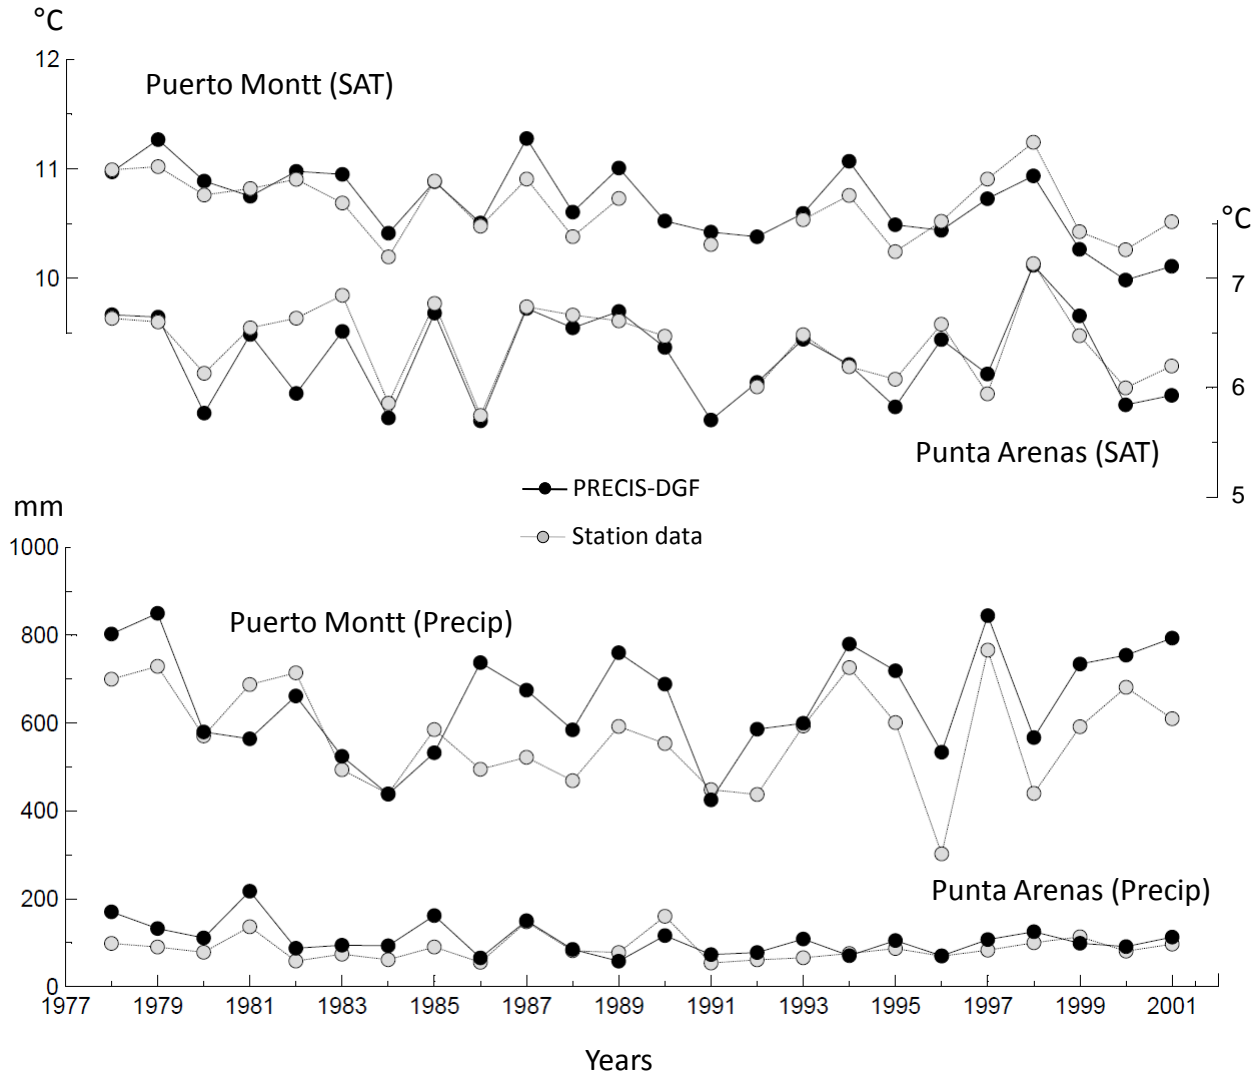 °C
12
Puerto Montt (SAT)
11
°C
10
7
6
Punta Arenas (SAT)
5
PRECIS-DGF
Station data
mm
1000
Puerto Montt (Precip)
800
600
400
Punta Arenas (Precip)
200
0
1977 1979 1981 1983 1985 1987 1989 1991 1993 1995 1997 1999 2001
Years